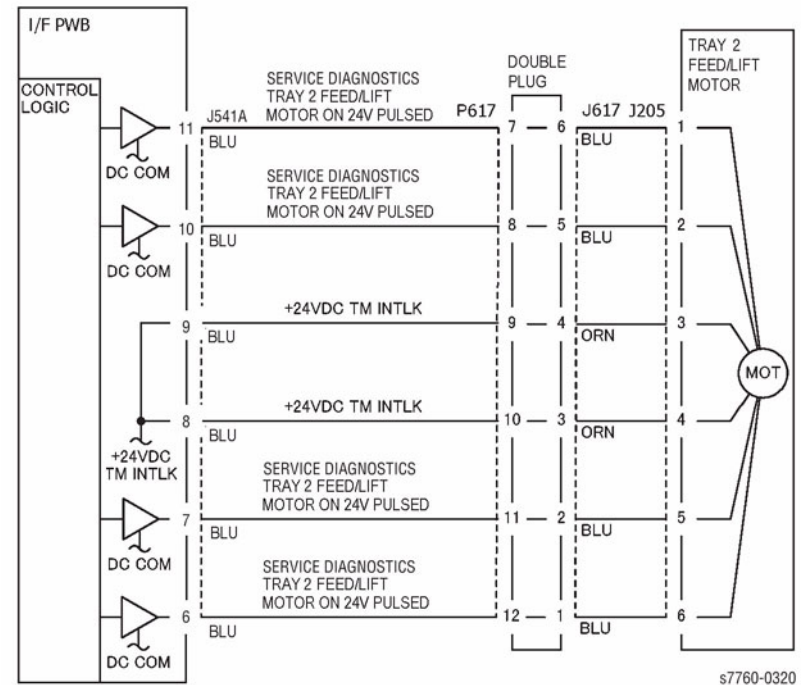 I/F PWB
CONTROL
LOGIC
DOUBLE
PLUG
TRAY 2
FEED/LIFT
MOTOR
SERVICE DIAGNOSTICS
TRAY 2 FEED/LIFT
MOTOR ON 24V PULSED
11 J541A P617 7 6 J617 J205 1
BLU BLU
DC COM
SERVICE DIAGNOSTICS
TRAY 2 FEED/LIFT
MOTOR ON 24V PULSED
10 8 5 2
BLU BLU
DC COM
+24VDC TM INTLK
9 9 4 3
BLU ORN
MOT
+24VDC TM INTLK
8 10 3 4
BLU ORN
+24VDC
TM INTLK
SERVICE DIAGNOSTICS
TRAY 2 FEED/LIFT
MOTOR ON 24V PULSED
7 11 2 5
BLU BLU
DC COM
SERVICE DIAGNOSTICS
TRAY 2 FEED/LIFT
MOTOR ON 24V PULSED
6 12 1 6
BLU BLU
DC COM
s7760-0320